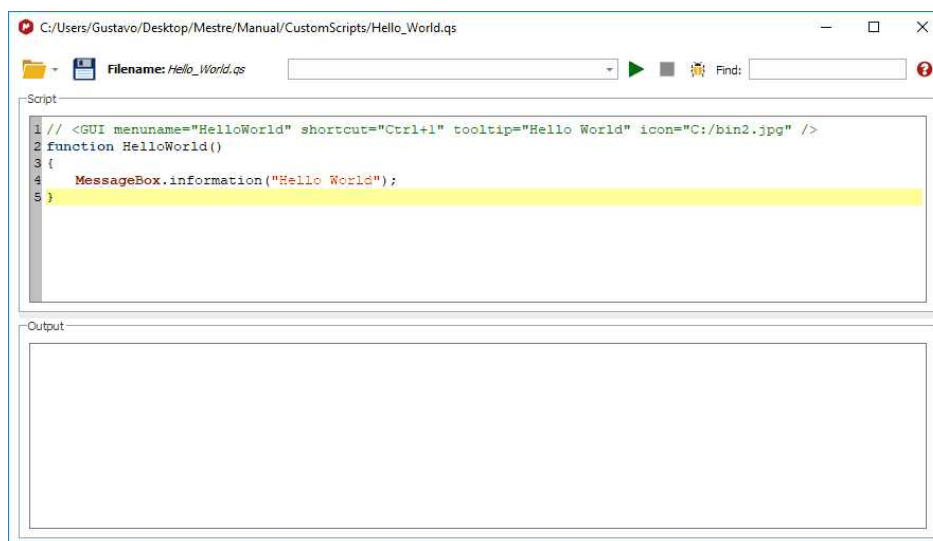 C:/Users/Gustavo/Desktop/Mestre/Manual/CustomScripts/Hello_World.qs
Filename: Hello_World.qs Find:
Script
1 // <GUI menuname="HelloWorld" shortcut="Ctrl+1" tooltip="Hello World" icon="C:/bin2.jpg" />
2 function HelloWorld()
3 {
4 MessageBox.information("Hello World");
5 }
Output